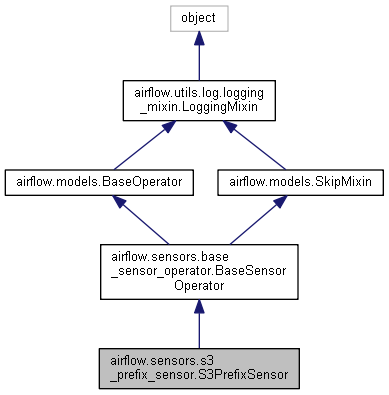 object
airflow.utils.log.logging
_mixin.LoggingMixin
airflow.models.BaseOperator
airflow.models.SkipMixin
airflow.sensors.base
_sensor_operator.BaseSensor
Operator
airflow.sensors.s3
_prefix_sensor.S3PrefixSensor